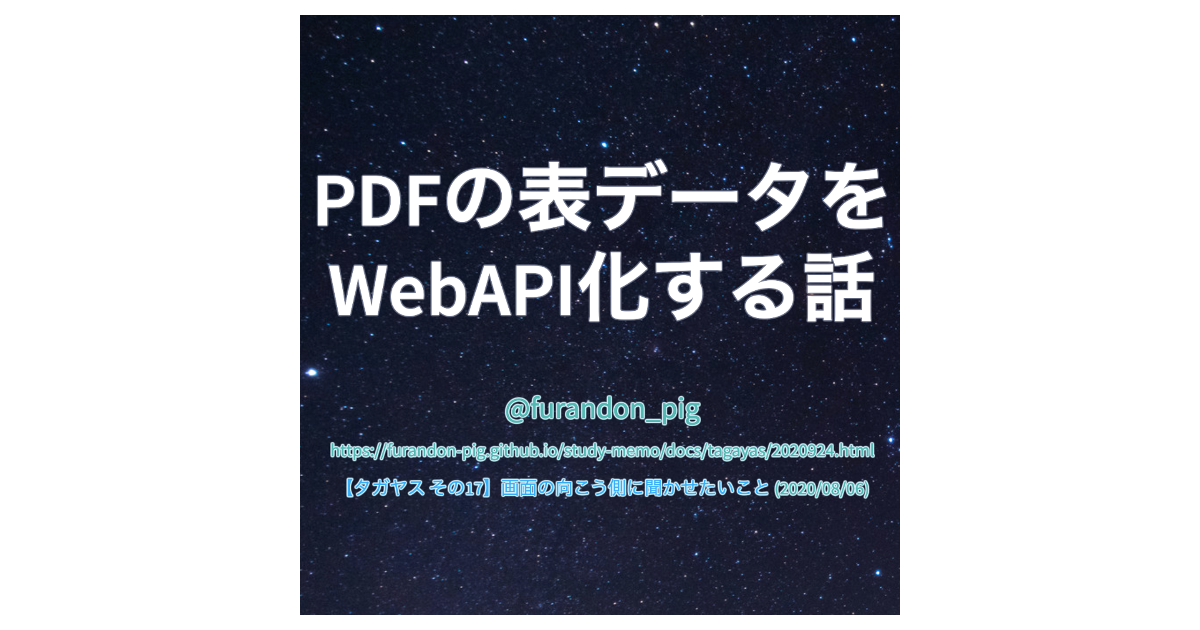 PDFの表データを
WebAPI化する話
@furandon_pig
https://furandon-pig.github.io/study-memo/docs/tagayas/2020924.html
【タガヤス その17】画面の向こう側に聞かせたいこと (2020/08/06)